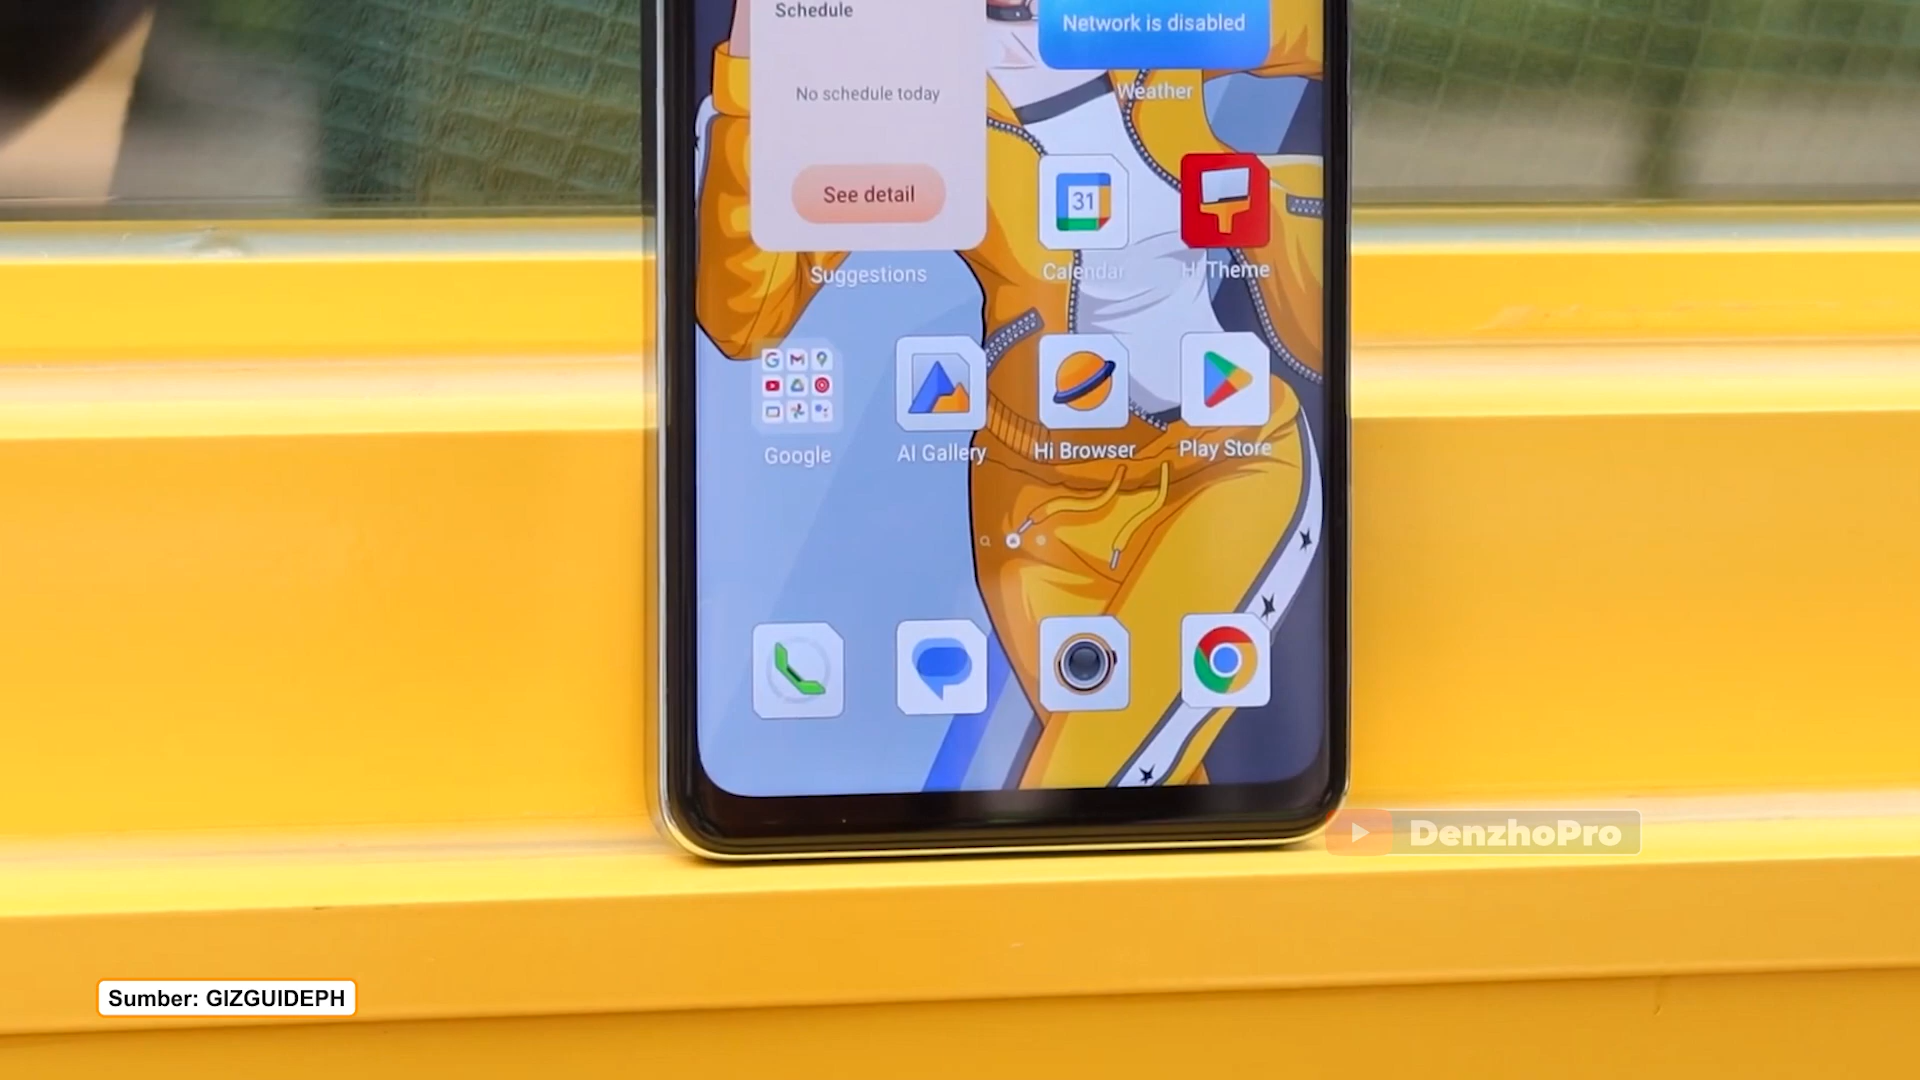 Schedule
Network is disabled
No schedule today
Weather
See detail
31
Suggestions
Calendar
Hi Theme
Google
AI Gallery
Hi Browser
Play Store
DenzhoPro
Sumber: GIZGUIDEPH